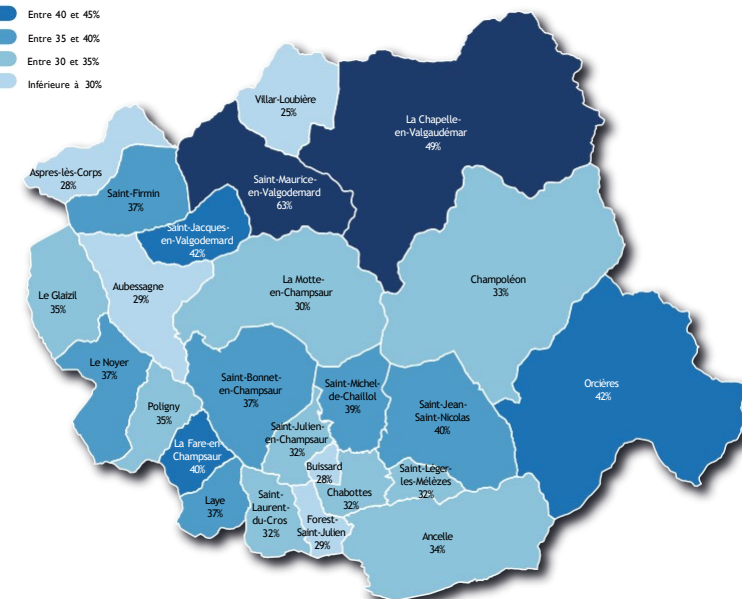 Entre 40 et 45%
Entre 35 et 40%
Entre 30 et 35%
Inférieure à 30%
Villar-Loubière
25%
La Chapelle-
en-Valgaudémar
49%
Aspres-lès-Corps
28%
Saint-Firmin
37%
Saint-Maurice-
en-Valgodemard
63%
Saint-Jacques-
en-Valgodemard
42%
Le Glaizil
35%
Aubessagne
29%
La Motte-
en-Champsaur
30%
Champoléon
33%
Le Noyer
37%
Saint-Bonnet-
en-Champsaur
37%
Saint-Michel-
de-Chaillol
39%
Orcières
42%
Poligny
35%
Saint-Jean-
Saint-Nicolas
40%
La Fare-en-
Champsaur
40%
Saint-Julien-
en-Champsaur
32%
Buissard
28%
Saint-Léger-
les-Mélèzes
32%
Laye
37%
Saint-
Laurent-
du-Cros
32%
Chabottes
32%
Forest-
Saint-Julien
29%
Ancelle
34%